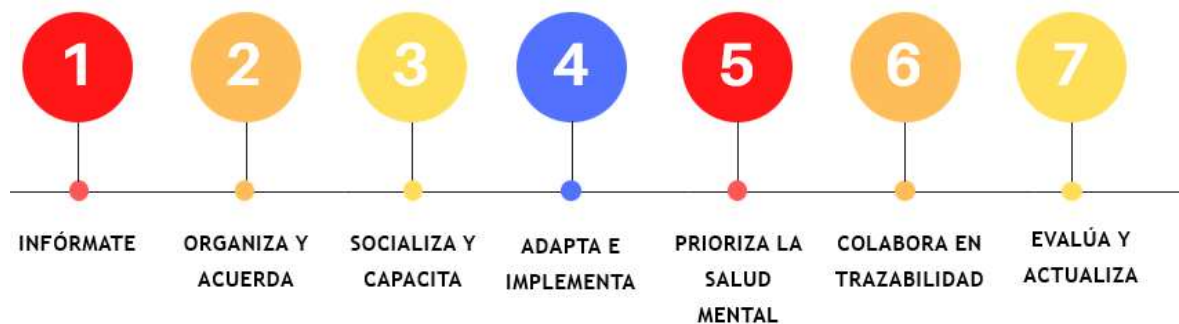 1
2
3
4
5
6
7
INFÓRMATE
ORGANIZA Y
ACUERDA
SOCIALIZA Y
CAPACITA
ADAPTA E
IMPLEMENTA
PRIORIZA LA
SALUD
MENTAL
COLABORA EN
TRAZABILIDAD
EVALÚA Y
ACTUALIZA